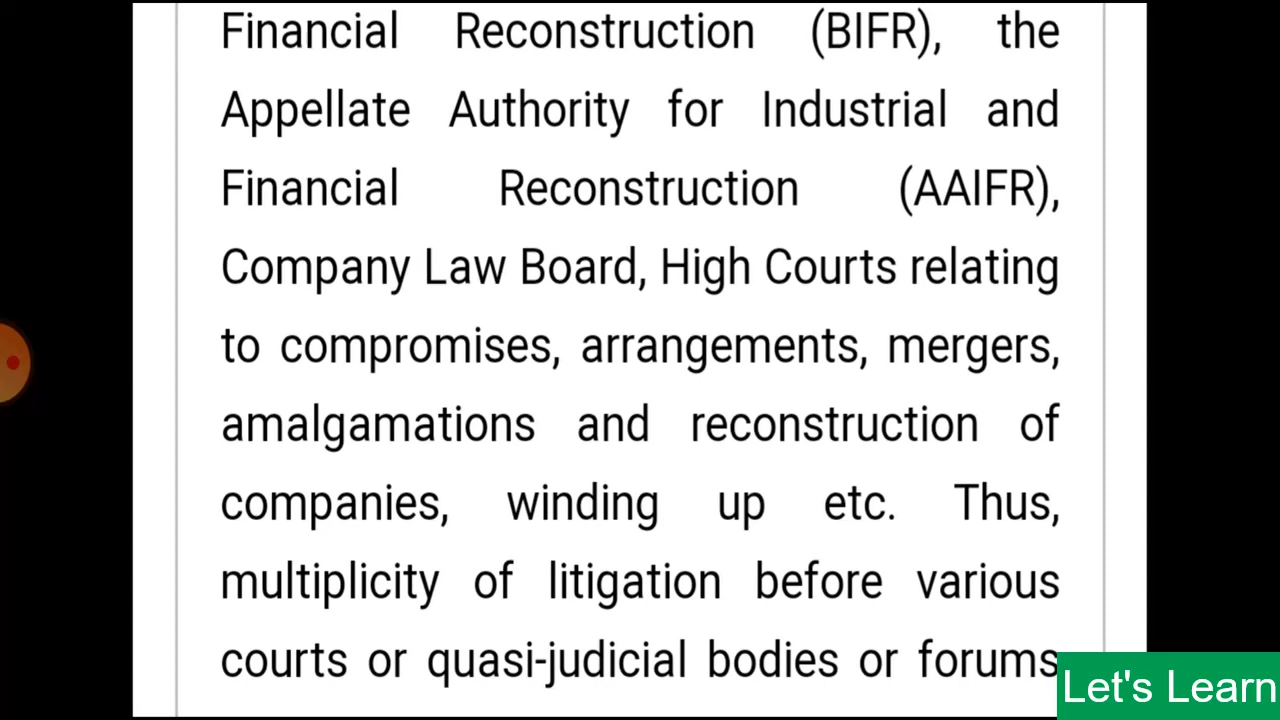 Financial Reconstruction (BIFR), the
Appellate Authority for Industrial and
Financial Reconstruction (AAIFR),
Company Law Board, High Courts relating
to compromises, arrangements, mergers,
amalgamations and reconstruction of
companies, winding up etc. Thus,
multiplicity of litigation before various
courts or quasi-judicial bodies or forums
Let's Learn